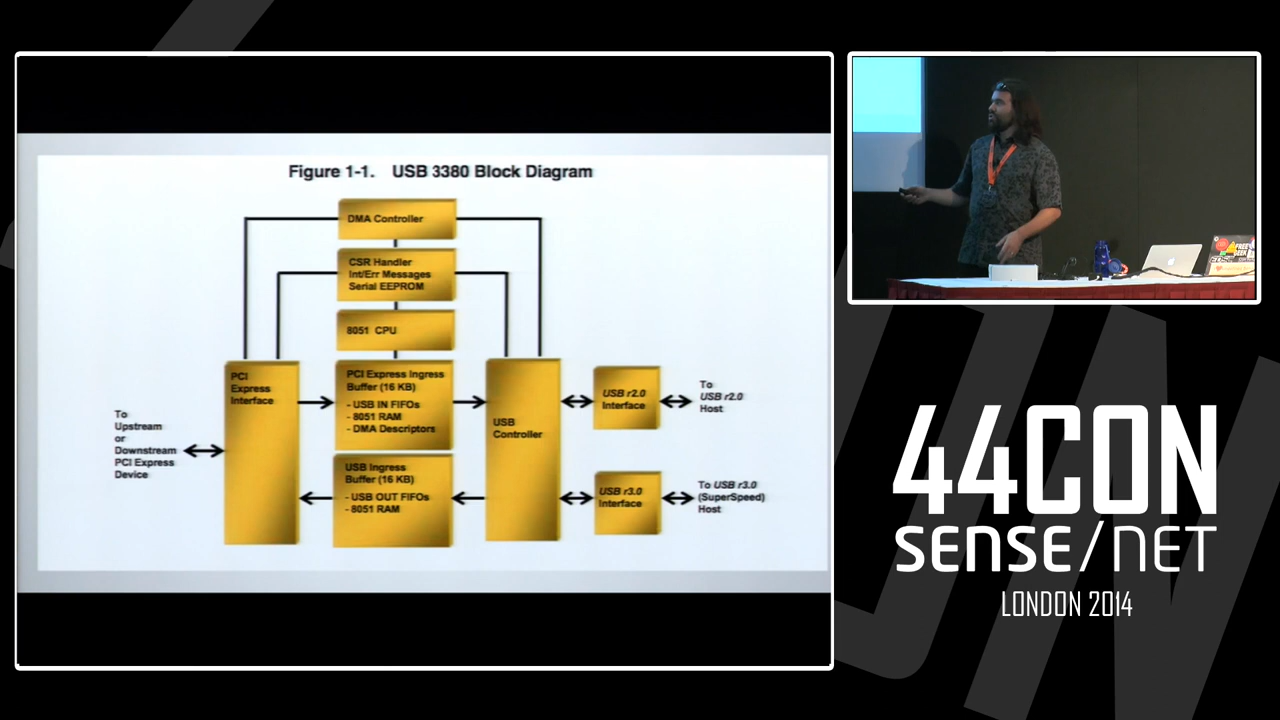 Figure 1-1. USB 3380 Block Diagram
DMA Controller
CSR Handler
Int/Err Messages
Serial EEPROM
8051 CPU
PCI
Express
Interface
PCI Express Ingress
Buffer (16 KB)
- USB IN FIFOs
- 8051 RAM
- DMA Descriptors
USB Ingress
Buffer (16 KB)
- USB OUT FIFOs
- 8051 RAM
USB
Controller
USB r2.0
Interface
To
USB r2.0
Host
USB r3.0
Interface
To USB r3.0
(SuperSpeed)
Host
To
Upstream
or
Downstream
PCI Express
Device
FREE
GEEK
44CON
SENSE/NET
LONDON 2014